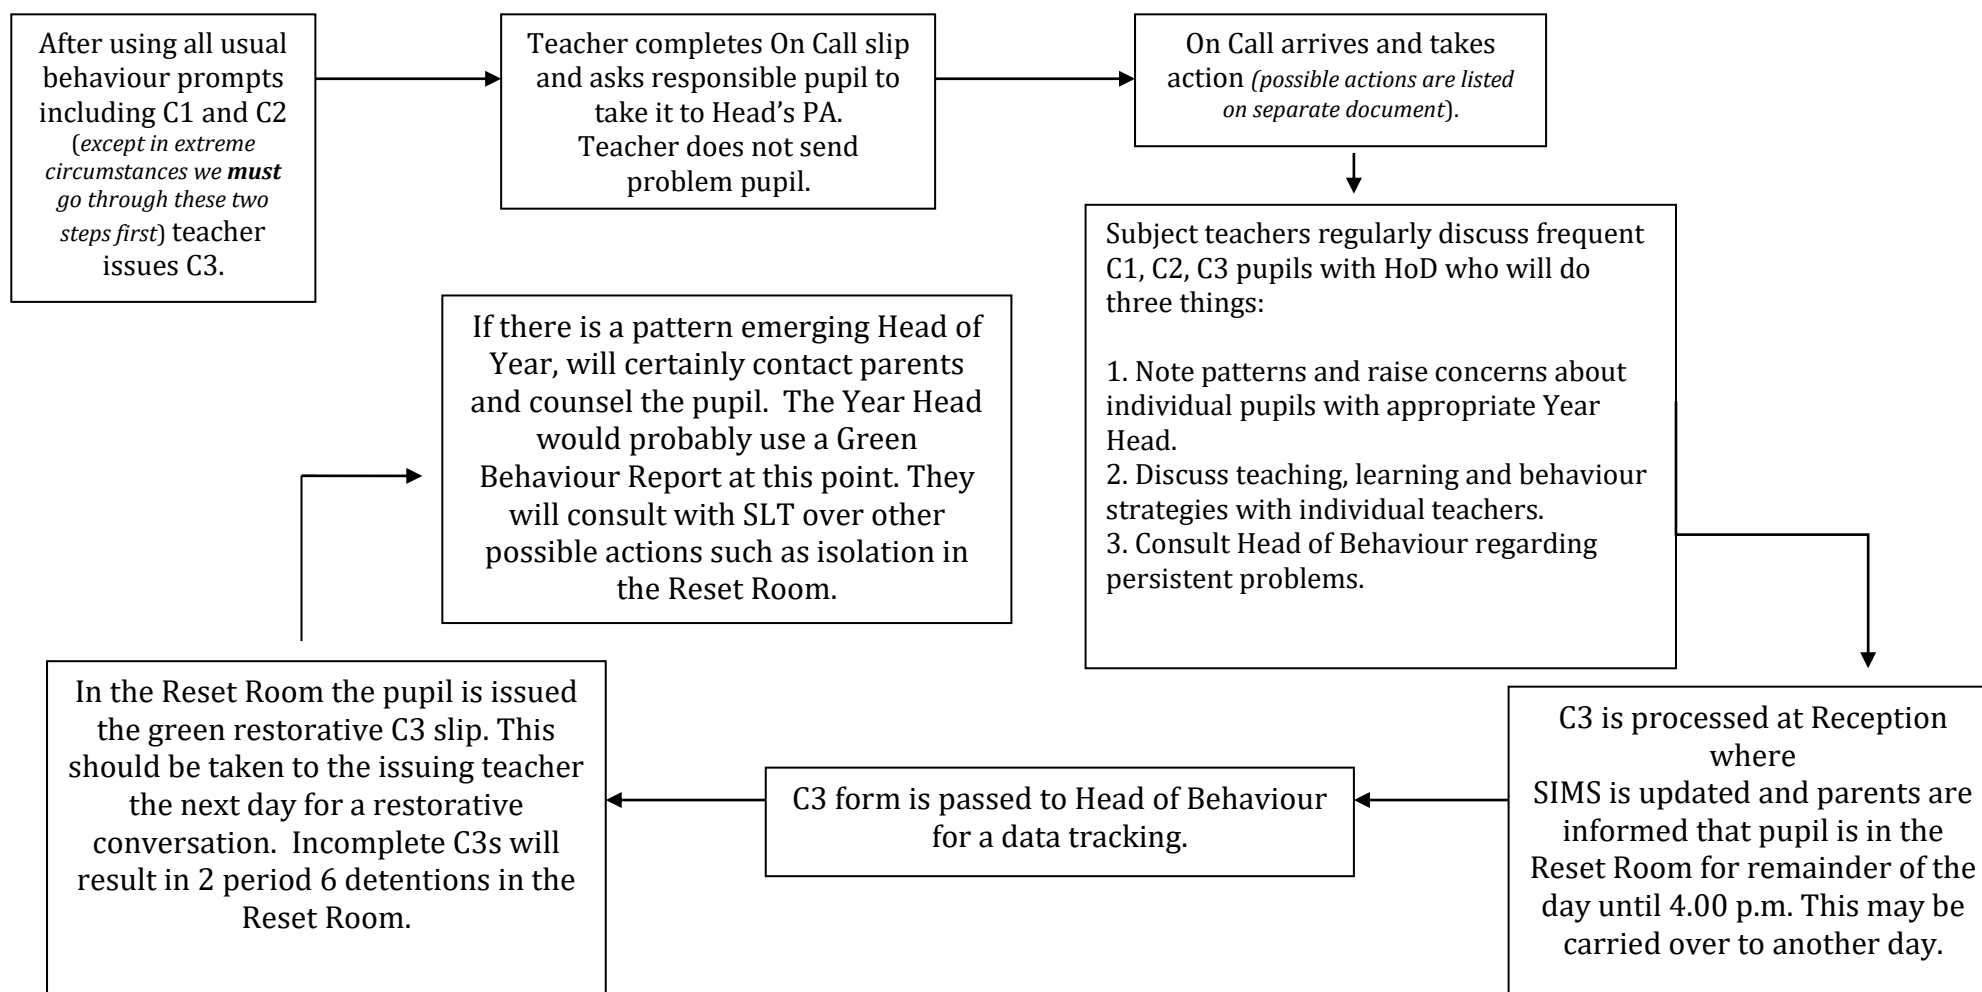 After using all usual
behaviour prompts
including C1 and C2
(except in extreme
circumstances we must
go through these two
steps first) teacher
issues C3.
Teacher completes On Call slip
and asks responsible pupil to
take it to Head’s PA.
Teacher does not send
problem pupil.
On Call arrives and takes
action (possible actions are listed
on separate document).
Subject teachers regularly discuss frequent
C1, C2, C3 pupils with HoD who will do
three things:
1. Note patterns and raise concerns about
individual pupils with appropriate Year
Head.
2. Discuss teaching, learning and behaviour
strategies with individual teachers.
3. Consult Head of Behaviour regarding
persistent problems.
C3 is processed at Reception
where
SIMS is updated and parents are
informed that pupil is in the
Reset Room for remainder of the
day until 4.00 p.m. This may be
carried over to another day.
C3 form is passed to Head of Behaviour
for a data tracking.
In the Reset Room the pupil is issued
the green restorative C3 slip. This
should be taken to the issuing teacher
the next day for a restorative
conversation.  Incomplete C3s will
result in 2 period 6 detentions in the
Reset Room.
If there is a pattern emerging Head of
Year, will certainly contact parents
and counsel the pupil.  The Year Head
would probably use a Green
Behaviour Report at this point. They
will consult with SLT over other
possible actions such as isolation in
the Reset Room.